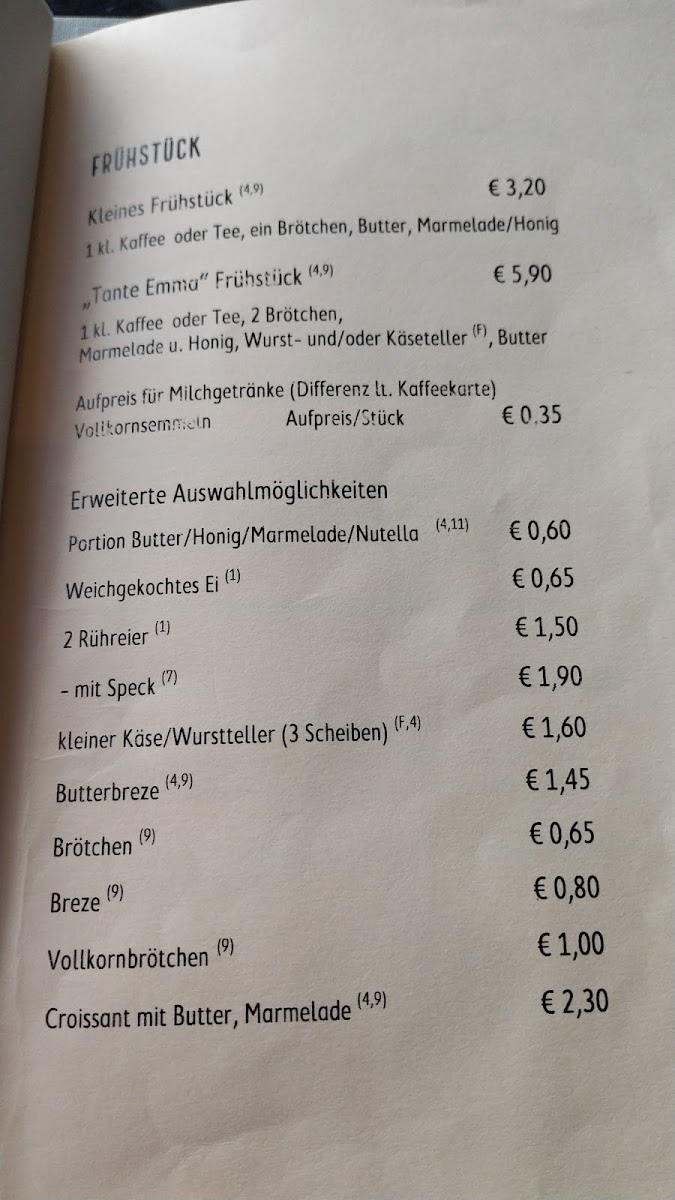 FRÜHSTÜCK
Kleines Frühstück (4,9) € 3,20
1 kl. Kaffee oder Tee, ein Brötchen, Butter, Marmelade/Honig
„Tante Emma“ Frühstück (4,9) € 5,90
1 kl. Kaffee oder Tee, 2 Brötchen,
Marmelade u. Honig, Wurst- und/oder Käseteller (F), Butter
Aufpreis für Milchgetränke (Differenz lt. Kaffeekarte)
Vollkornsemmeln Aufpreis/Stück € 0.35
Erweiterte Auswahlmöglichkeiten
Portion Butter/Honig/Marmelade/Nutella (4,11) € 0,60
Weichgekochtes Ei (1) € 0,65
2 Rühreier (1) € 1,50
- mit Speck (7) € 1,90
kleiner Käse/Wurstteller (3 Scheiben) (F,4) € 1,60
Butterbreze (4,9) € 1,45
Brötchen (9) € 0,65
Breze (9) € 0,80
Vollkornbrötchen (9) € 1,00
Croissant mit Butter, Marmelade (4,9) € 2,30